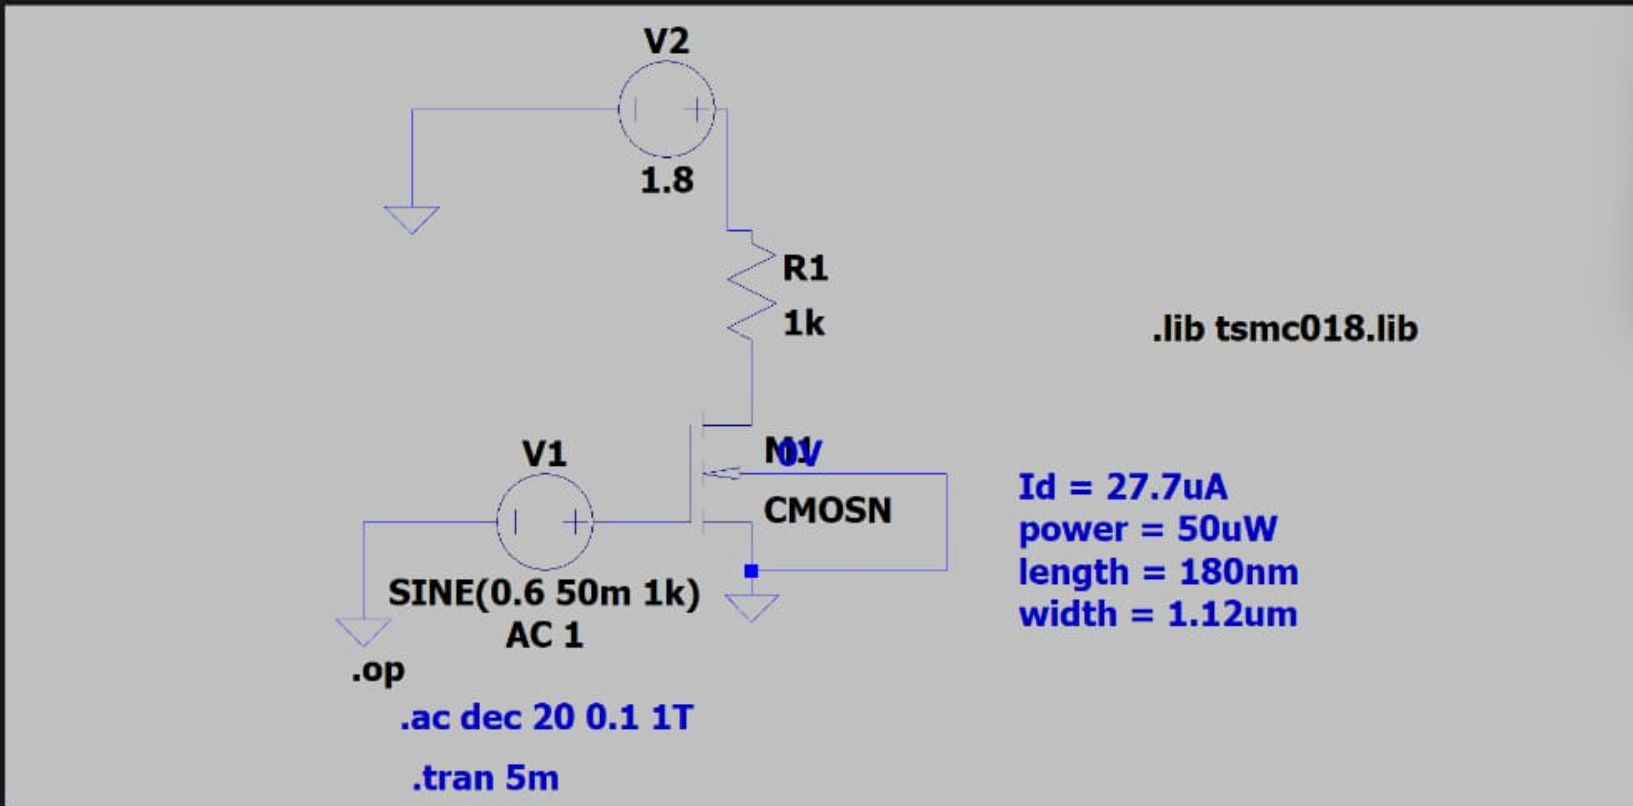 V2
1.8
R1
1k
.lib tsmc018.lib
V1
M1
0V
CMOSN
SINE(0.6 50m 1k)
AC 1
.op
.ac dec 20 0.1 1T
.tran 5m
Id = 27.7uA
power = 50uW
length = 180nm
width = 1.12um